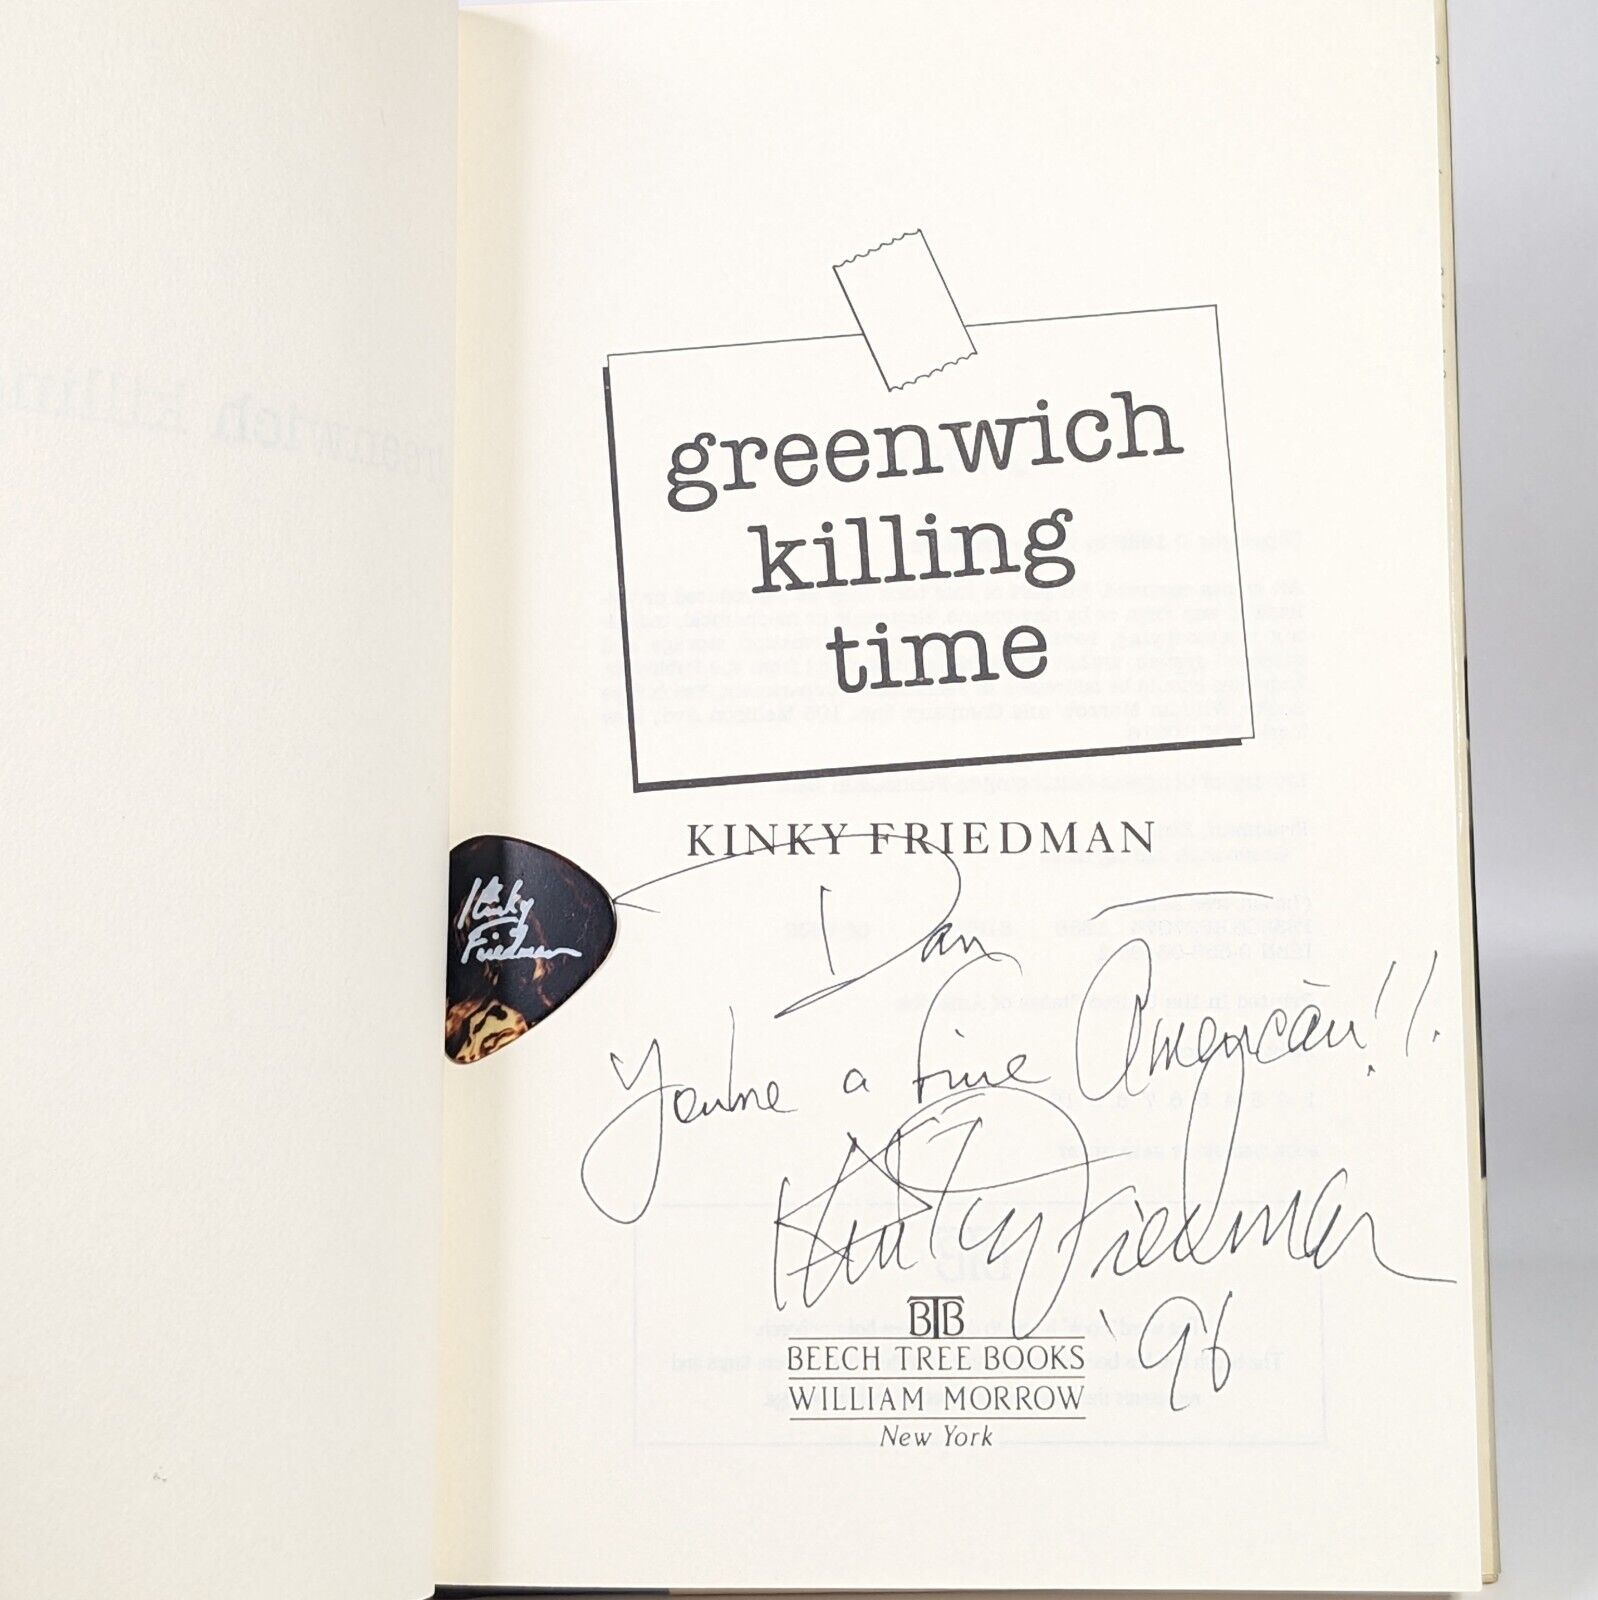 greenwich
killing
time
KINKY FRIEDMAN
Kinky
Friedman
Dan
You're a fine American!!
Kinky Friedman
'96
BTB
BEECH TREE BOOKS
WILLIAM MORROW
New York